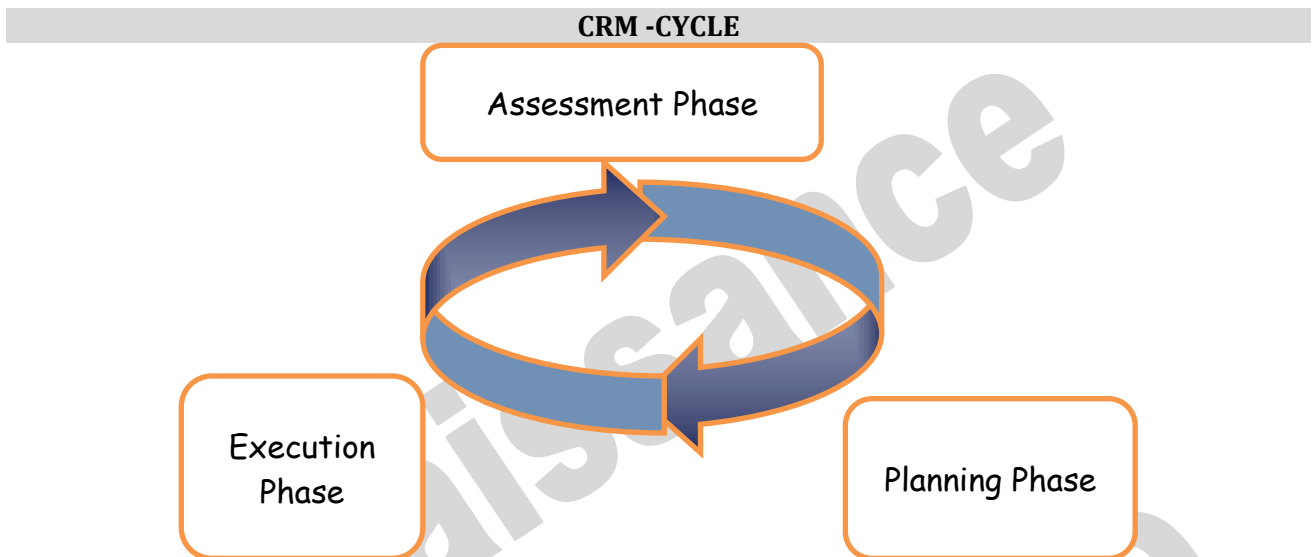 CRM -CYCLE
Assessment Phase
Execution
Phase
Planning Phase